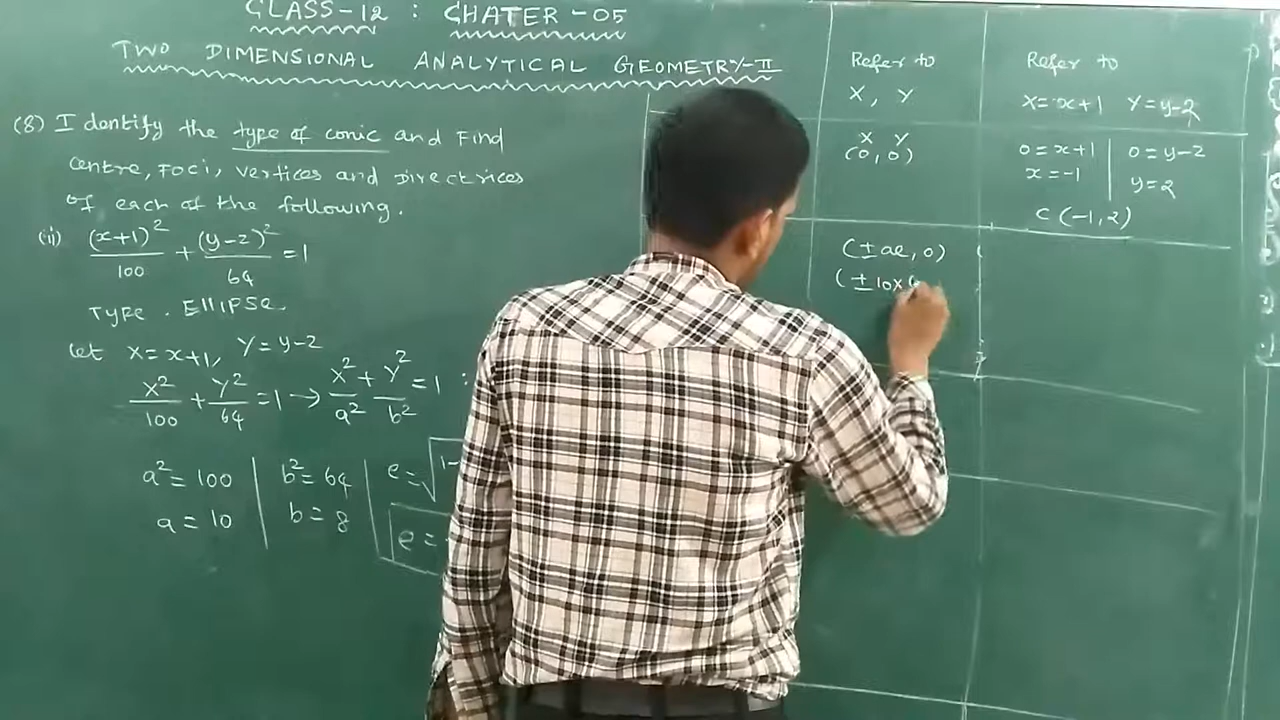 CLASS-12 : CHATER-05
TWO DIMENSIONAL ANALYTICAL GEOMETRY-II
(8) Identify the type of conic and Find
centre, Foci, vertices and Directrices
of each of the following.
(ii) (x+1)²/100 + (y-2)²/64 = 1
TYPE . ELLIPSE
Let X=x+1, Y=y-2
X²/100 + Y²/64 = 1 → X²/a² + Y²/b² = 1
a² = 100 | b² = 64 | e = √1-
a = 10 b = 8
e =
Refer to
X, Y
X Y
(0,0)
(±ae, 0)
(±10×
Refer to
X=x+1 Y=y-2
0=x+1 | 0=y-2
x=-1 | y=2
C(-1,2)